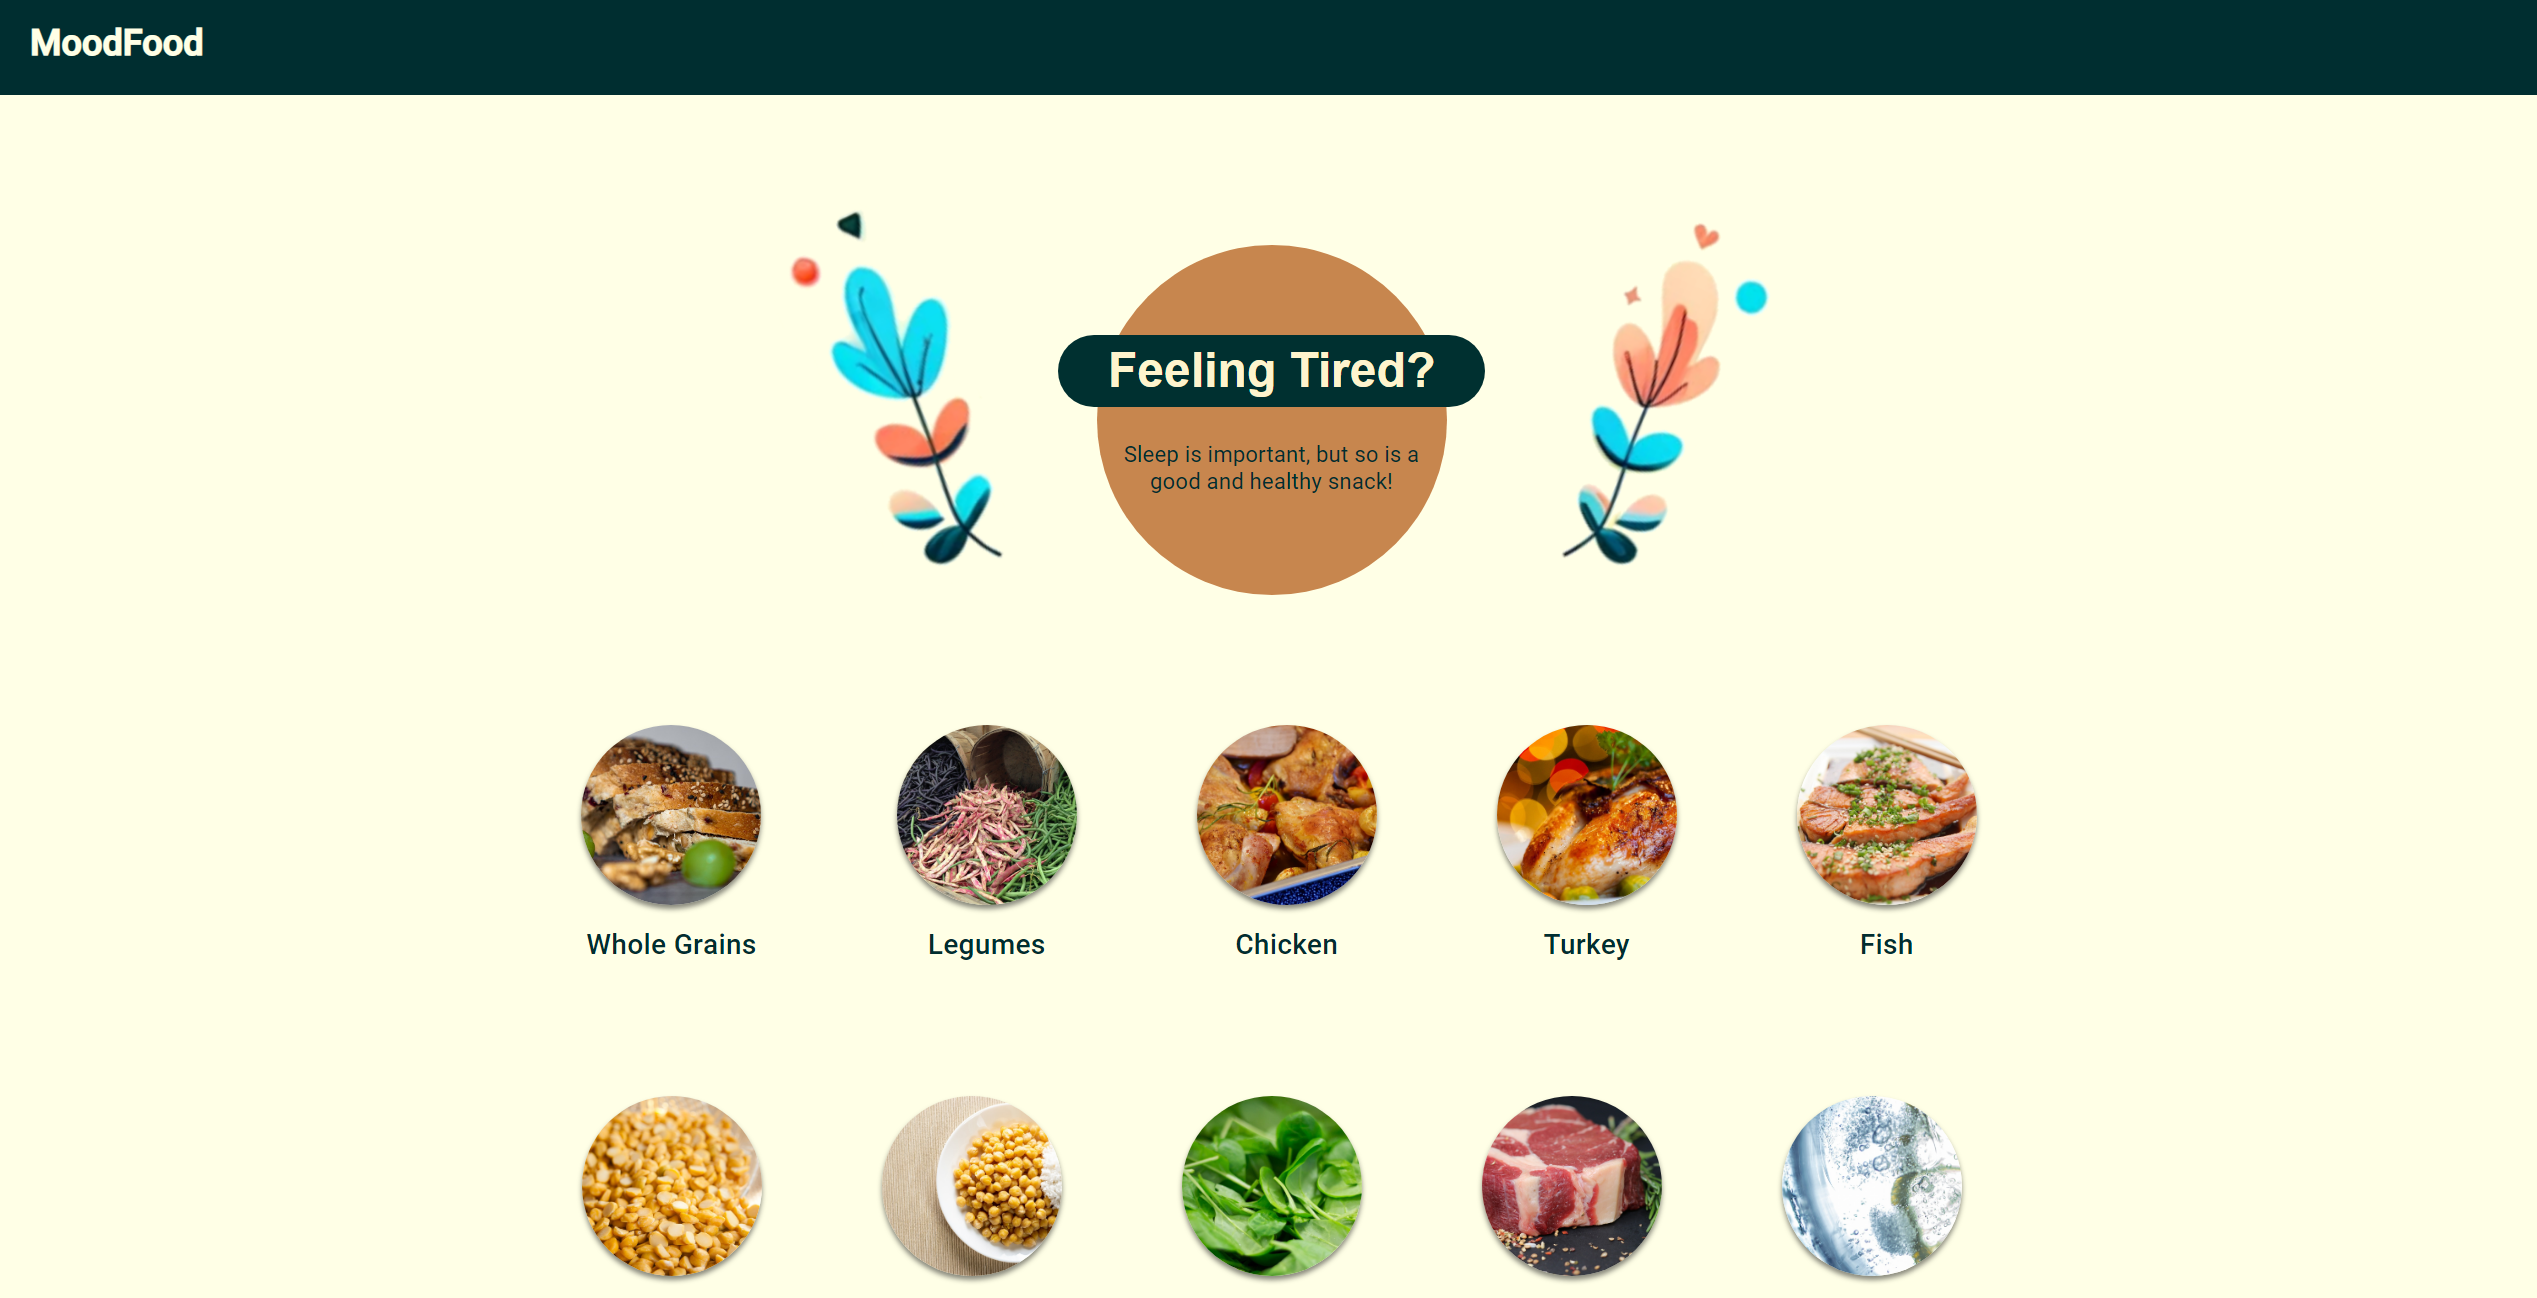 MoodFood
Feeling Tired?
Sleep is important, but so is a
good and healthy snack!
Whole Grains
Legumes
Chicken
Turkey
Fish